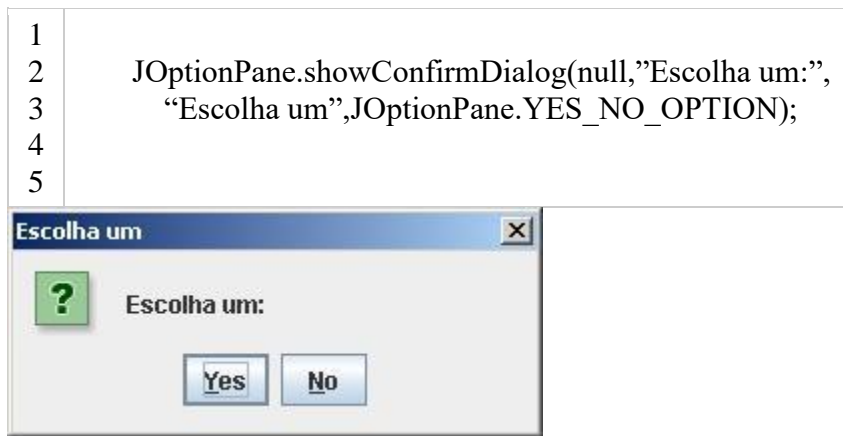 1
2 JOptionPane.showConfirmDialog(null,”Escolha um:”,
3 “Escolha um”,JOptionPane.YES_NO_OPTION);
4
5
Escolha um
?
Escolha um:
Yes No